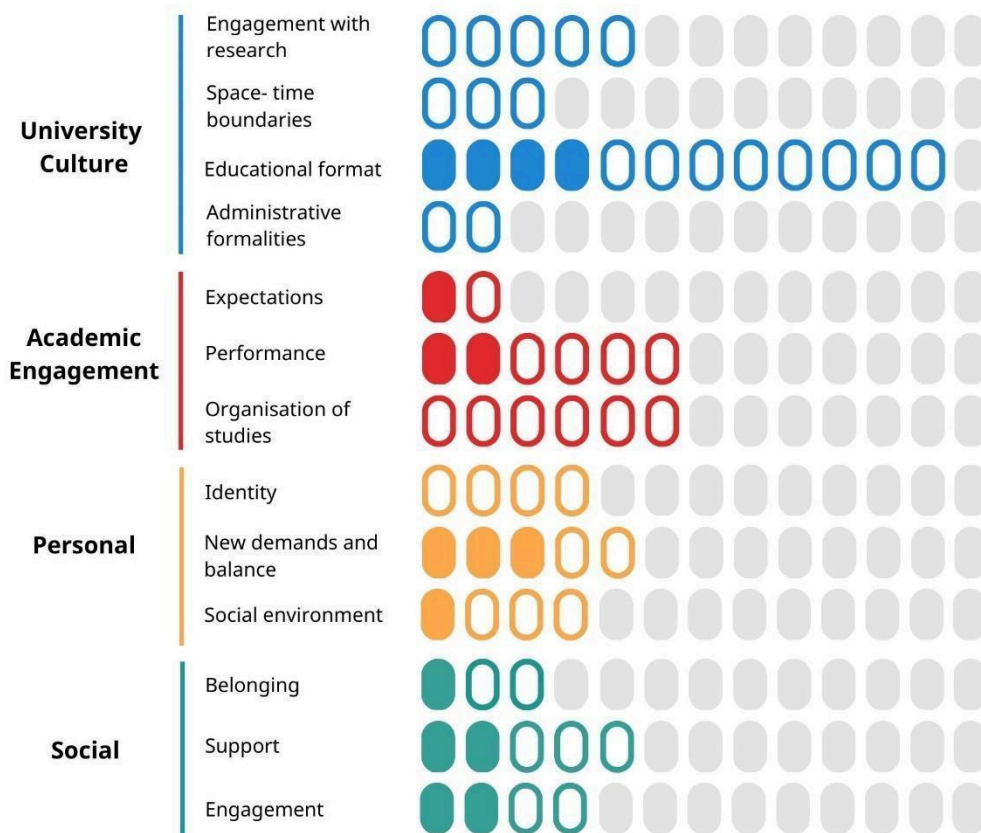 University
Culture
Engagement with
research
Space- time
boundaries
Educational format
Administrative
formalities
Academic
Engagement
Expectations
Performance
Organisation of
studies
Personal
Identity
New demands and
balance
Social environment
Social
Belonging
Support
Engagement